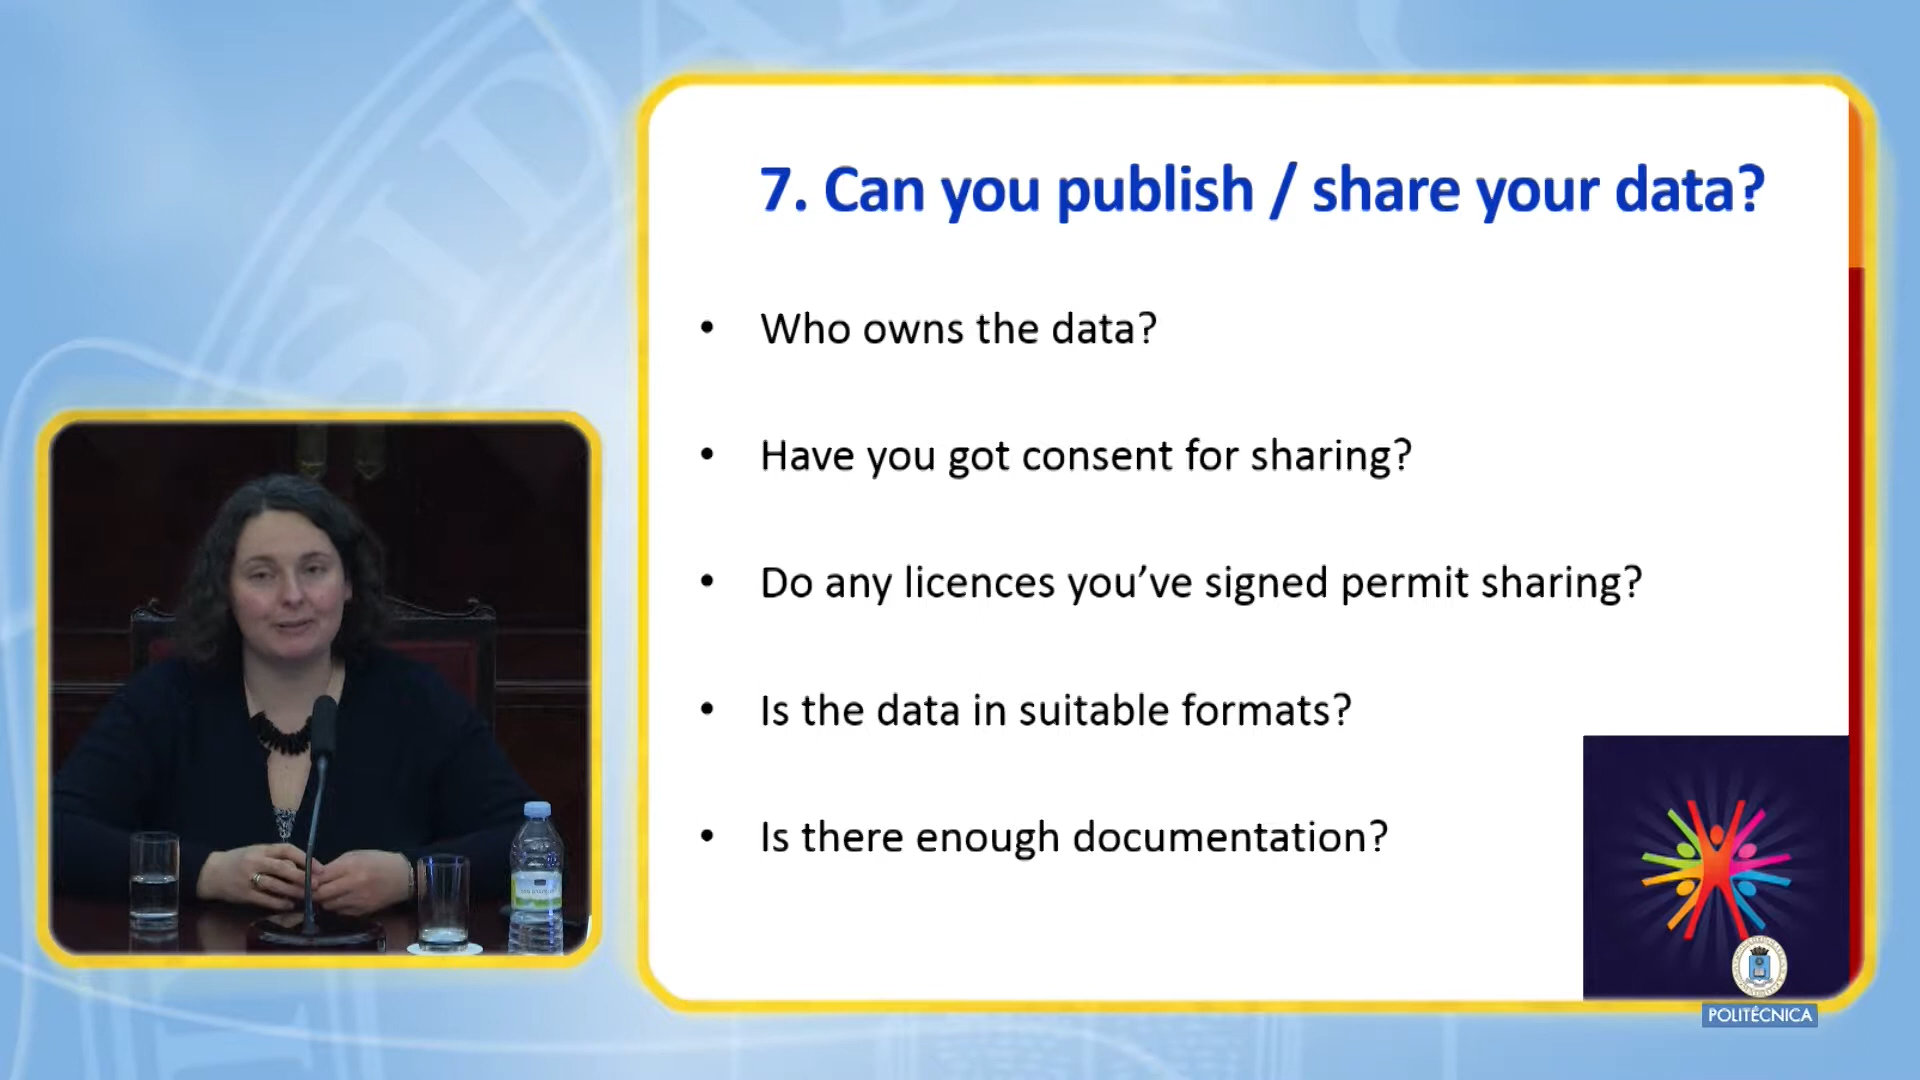 7. Can you publish / share your data?
• Who owns the data?
• Have you got consent for sharing?
• Do any licences you’ve signed permit sharing?
• Is the data in suitable formats?
• Is there enough documentation?
POLITÉCNICA